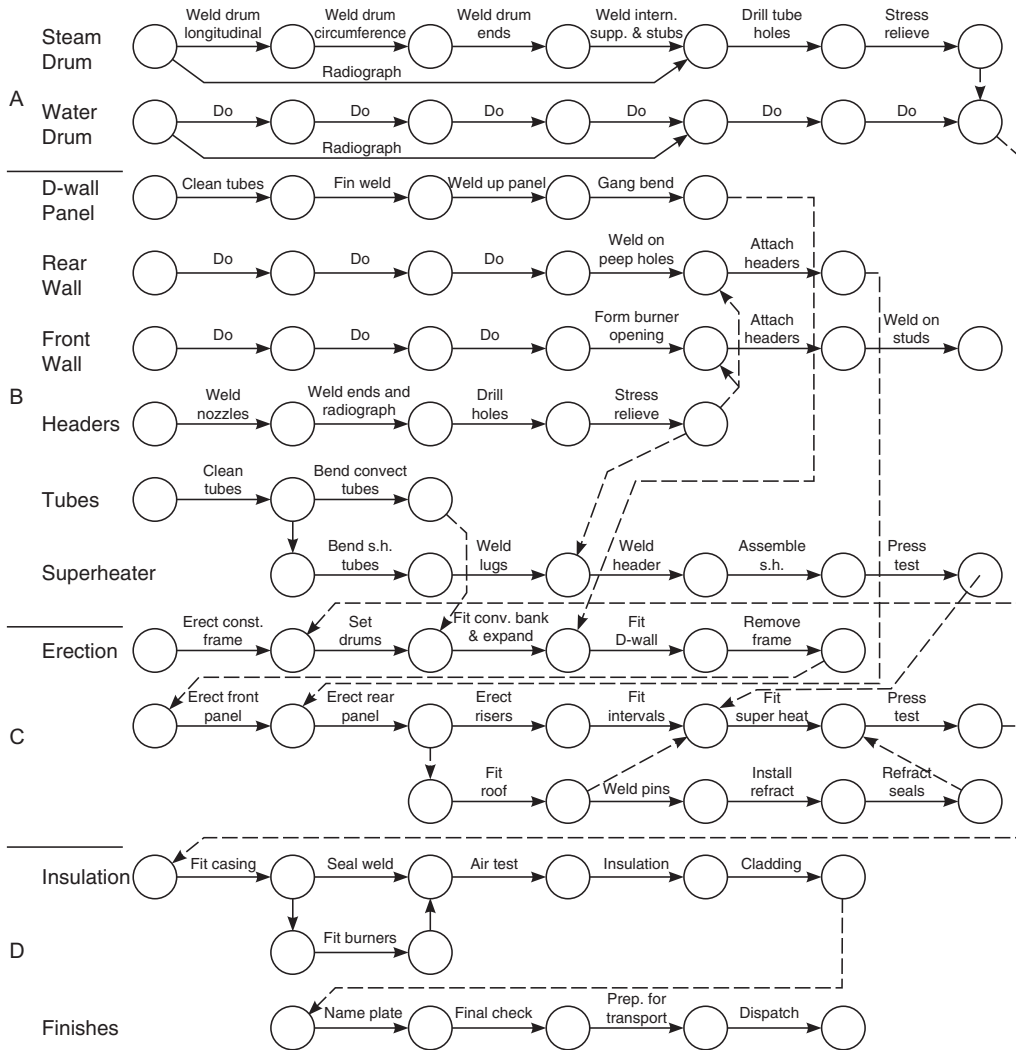 Steam
Drum
Weld drum
longitudinal
Weld drum
circumference
Weld drum
ends
Weld intern.
supp. & stubs
Drill tube
holes
Stress
relieve
Radiograph
A
Water
Drum
Do
Do
Do
Do
Do
Do
Radiograph
D-wall
Panel
Clean tubes
Fin weld
Weld up panel
Gang bend
Rear
Wall
Do
Do
Do
Weld on
peep holes
Attach
headers
Front
Wall
Do
Do
Do
Form burner
opening
Attach
headers
Weld on
studs
B
Headers
Weld
nozzles
Weld ends and
radiograph
Drill
holes
Stress
relieve
Tubes
Clean
tubes
Bend convect
tubes
Superheater
Bend s.h.
tubes
Weld
lugs
Weld
header
Assemble
s.h.
Press
test
Erection
Erect const.
frame
Set
drums
Fit conv. bank
& expand
Fit
D-wall
Remove
frame
C
Erect front
panel
Erect rear
panel
Erect
risers
Fit
intervals
Fit
super heat
Press
test
Fit
roof
Weld pins
Install
refract
Refract
seals
Insulation
Fit casing
Seal weld
Air test
Insulation
Cladding
D
Fit burners
Finishes
Name plate
Final check
Prep. for
transport
Dispatch